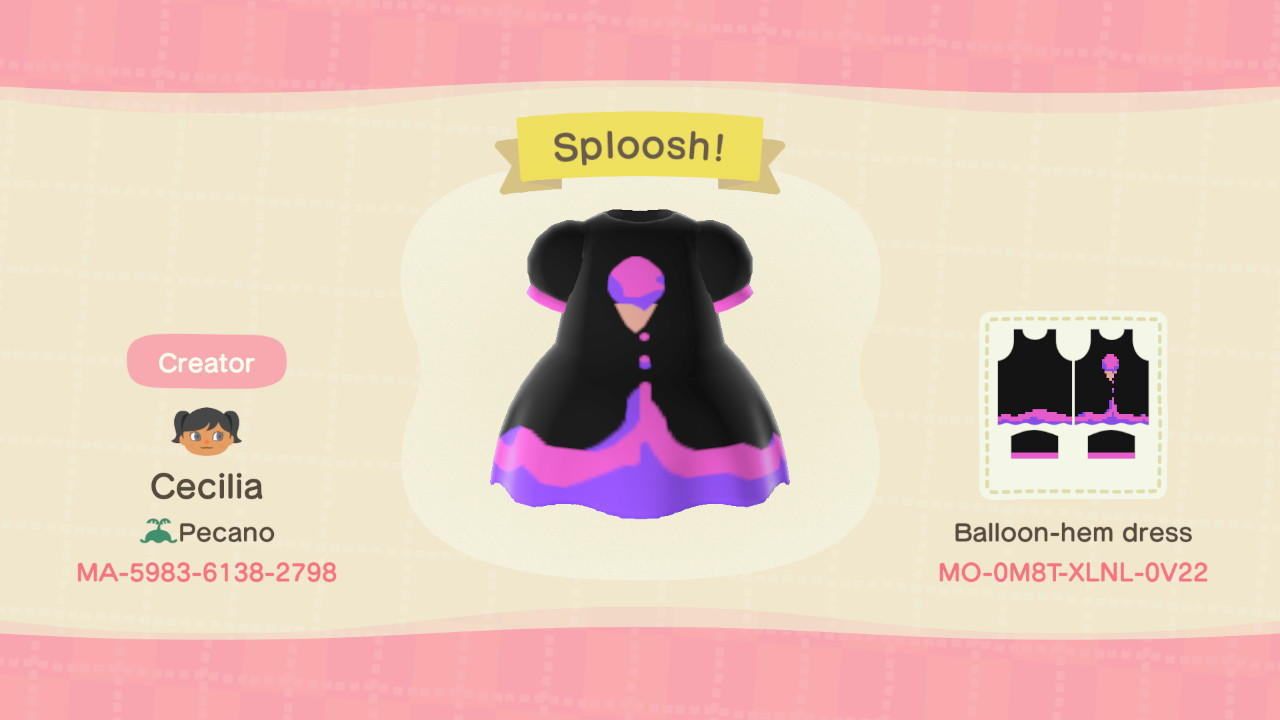 Sploosh!
Creator
Cecilia
Pecano
MA-5983-6138-2798
Balloon-hem dress
MO-0M8T-XLNL-0V22